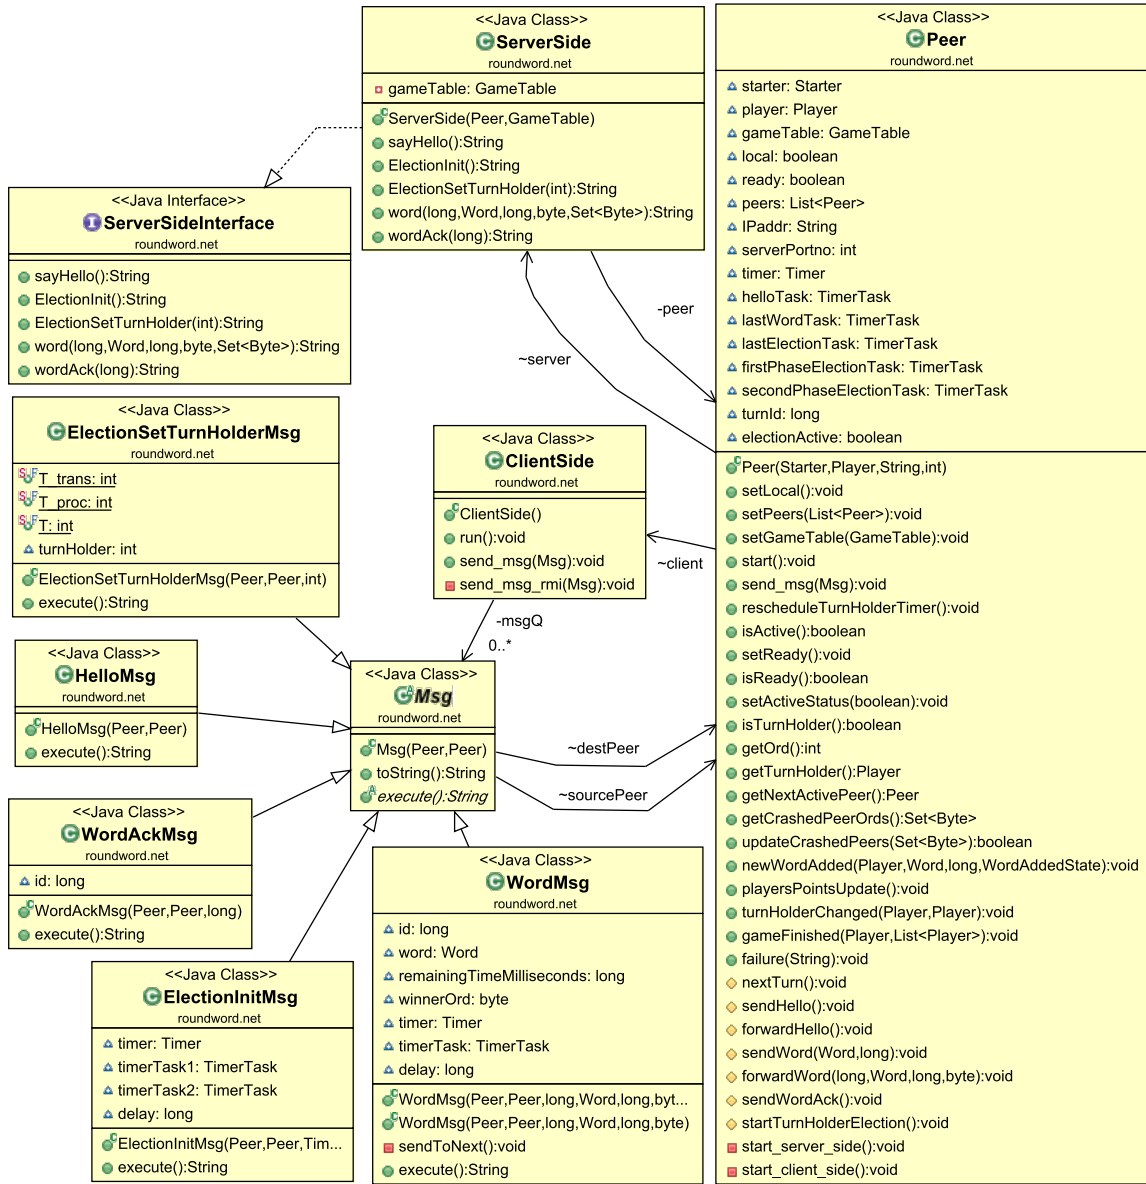 <<Java Class>>
ServerSide
roundword.net
gameTable: GameTable
ServerSide(Peer,GameTable)
sayHello():String
ElectionInit():String
ElectionSetTurnHolder(int):String
word(long,Word,long,byte,Set<Byte>):String
wordAck(long):String
<<Java Class>>
Peer
roundword.net
starter: Starter
player: Player
gameTable: GameTable
local: boolean
ready: boolean
peers: List<Peer>
IPaddr: String
serverPortno: int
timer: Timer
helloTask: TimerTask
lastWordTask: TimerTask
lastElectionTask: TimerTask
firstPhaseElectionTask: TimerTask
secondPhaseElectionTask: TimerTask
turnId: long
electionActive: boolean
Peer(Starter,Player,String,int)
setLocal():void
setPeers(List<Peer>):void
setGameTable(GameTable):void
start():void
send_msg(Msg):void
rescheduleTurnHolderTimer():void
isActive():boolean
setReady():void
isReady():boolean
setActiveStatus(boolean):void
isTurnHolder():boolean
getOrd():int
getTurnHolder():Player
getNextActivePeer():Peer
getCrashedPeerOrds():Set<Byte>
updateCrashedPeers(Set<Byte>):boolean
newWordAdded(Player,Word,long,WordAddedState):void
playersPointsUpdate():void
turnHolderChanged(Player,Player):void
gameFinished(Player,List<Player>):void
failure(String):void
nextTurn():void
sendHello():void
forwardHello():void
sendWord(Word,long):void
forwardWord(long,Word,long,byte):void
sendWordAck():void
startTurnHolderElection():void
start_server_side():void
start_client_side():void
<<Java Interface>>
ServerSideInterface
roundword.net
sayHello():String
ElectionInit():String
ElectionSetTurnHolder(int):String
word(long,Word,long,byte,Set<Byte>):String
wordAck(long):String
-peer
~server
<<Java Class>>
ElectionSetTurnHolderMsg
roundword.net
T_trans: int
T_proc: int
T: int
turnHolder: int
ElectionSetTurnHolderMsg(Peer,Peer,int)
execute():String
<<Java Class>>
ClientSide
roundword.net
ClientSide()
run():void
send_msg(Msg):void
send_msg_rmi(Msg):void
~client
-msgQ
0..*
<<Java Class>>
HelloMsg
roundword.net
HelloMsg(Peer,Peer)
execute():String
<<Java Class>>
Msg
roundword.net
Msg(Peer,Peer)
toString():String
execute():String
~destPeer
~sourcePeer
<<Java Class>>
WordAckMsg
roundword.net
id: long
WordAckMsg(Peer,Peer,long)
execute():String
<<Java Class>>
WordMsg
roundword.net
id: long
word: Word
remainingTimeMilliseconds: long
winnerOrd: byte
timer: Timer
timerTask: TimerTask
delay: long
WordMsg(Peer,Peer,long,Word,long,byt...
WordMsg(Peer,Peer,long,Word,long,byte)
sendToNext():void
execute():String
<<Java Class>>
ElectionInitMsg
roundword.net
timer: Timer
timerTask1: TimerTask
timerTask2: TimerTask
delay: long
ElectionInitMsg(Peer,Peer,Tim...
execute():String